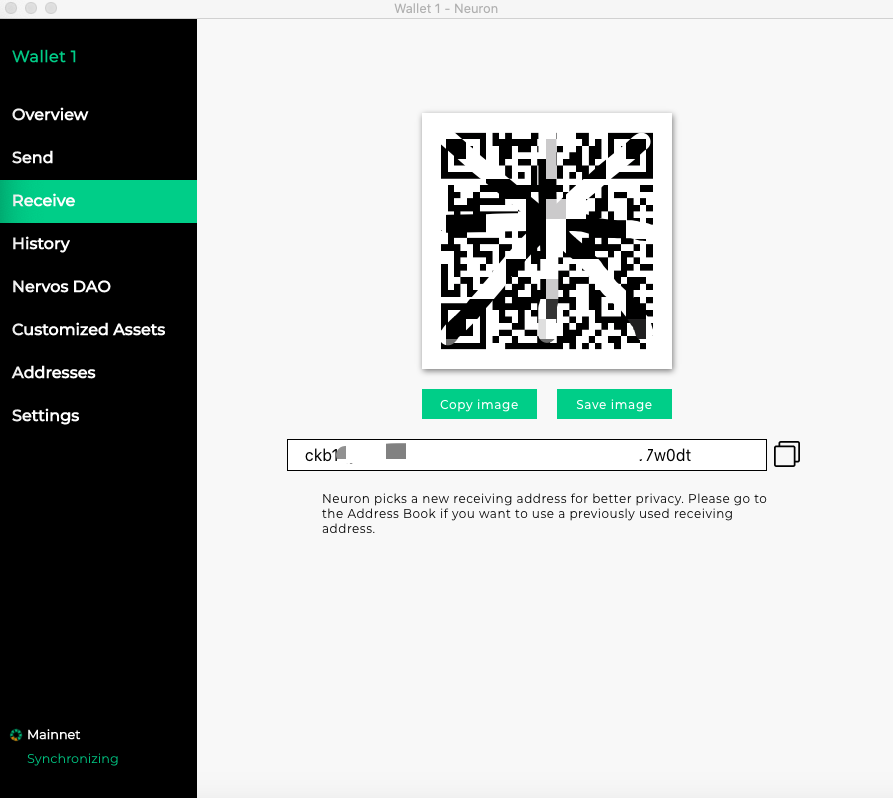 Wallet 1 - Neuron
Wallet 1
Overview
Send
Receive
History
Nervos DAO
Customized Assets
Addresses
Settings
Mainnet
Synchronizing
Copy image
Save image
ckb1 7w0dt
Neuron picks a new receiving address for better privacy. Please go to
the Address Book if you want to use a previously used receiving
address.